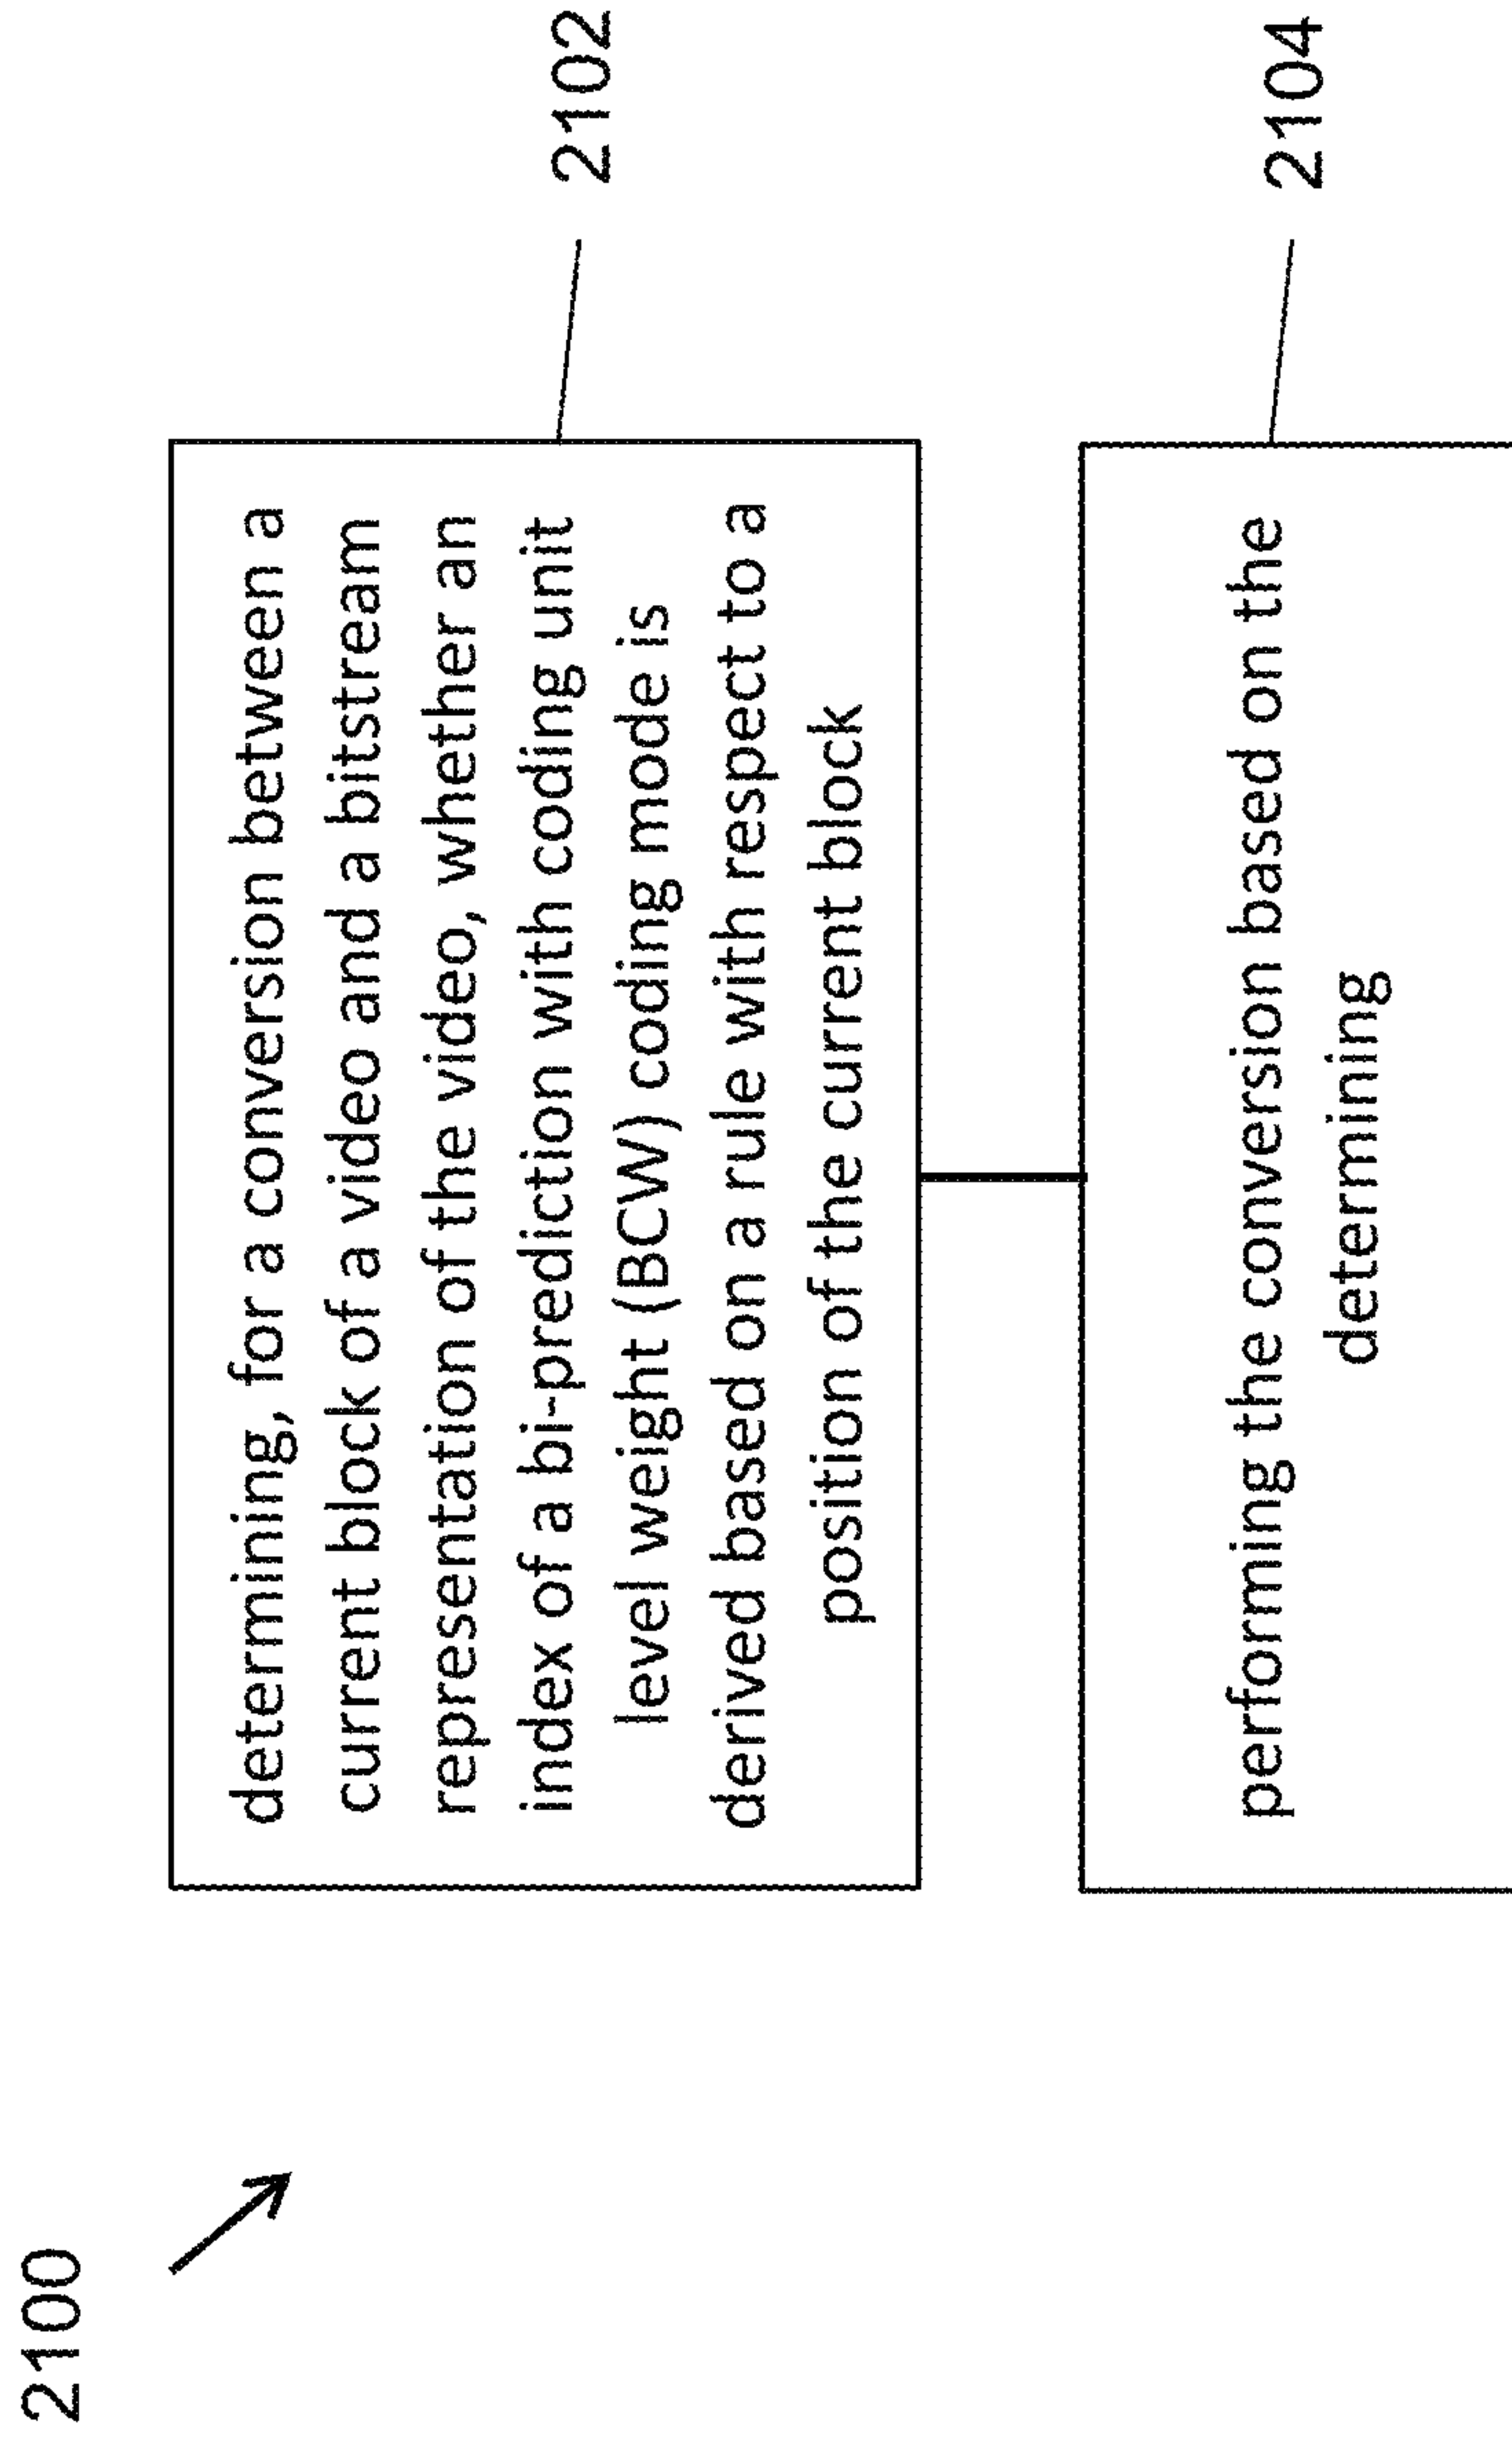 2100
determining, for a conversion between a
current block of a video and a bitstream
representation of the video, whether an
index of a bi-prediction with coding unit
level weight (BCW) coding mode is
derived based on a rule with respect to a
position of the current block
2102
performing the conversion based on the
determining
2104